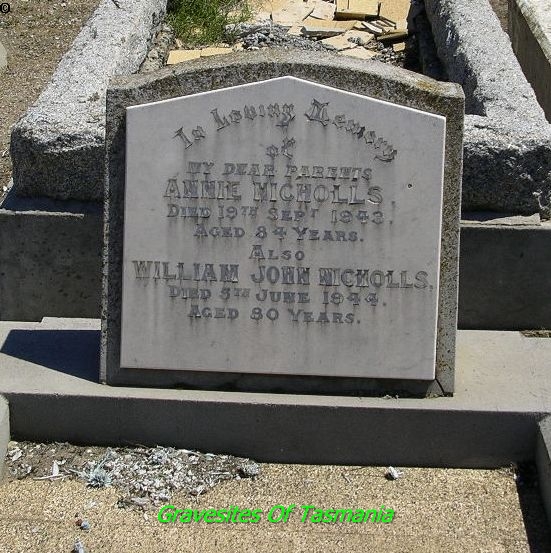 In Loving Memory
of
MY DEAR PARENTS
ANNIE NICHOLLS,
DIED 19TH SEPT 1943.
AGED 84 YEARS.
ALSO
WILLIAM JOHN NICHOLLS.
DIED 5TH JUNE 1944.
AGED 80 YEARS.
Gravesites Of Tasmania